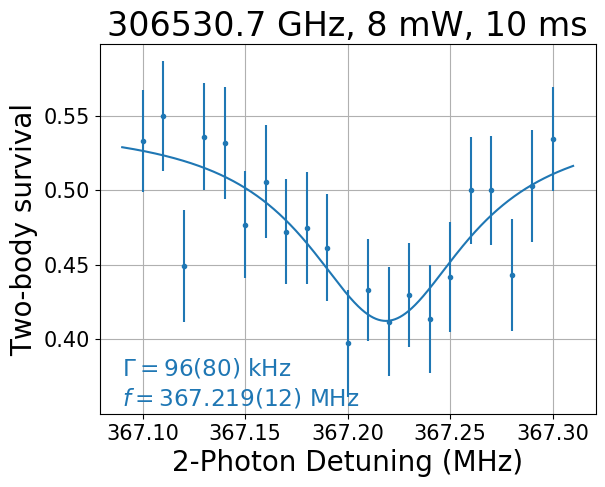 306530.7 GHz, 8 mW, 10 ms
Two-body survival
0.55
0.50
0.45
0.40
Γ = 96(80) kHz
f = 367.219(12) MHz
367.10 367.15 367.20 367.25 367.30
2-Photon Detuning (MHz)